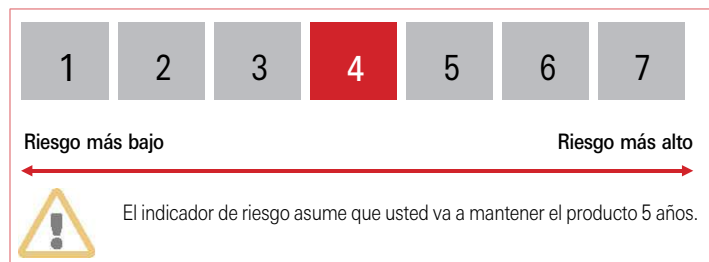 1 2 3 4 5 6 7
Riesgo más bajo Riesgo más alto
El indicador de riesgo asume que usted va a mantener el producto 5 años.